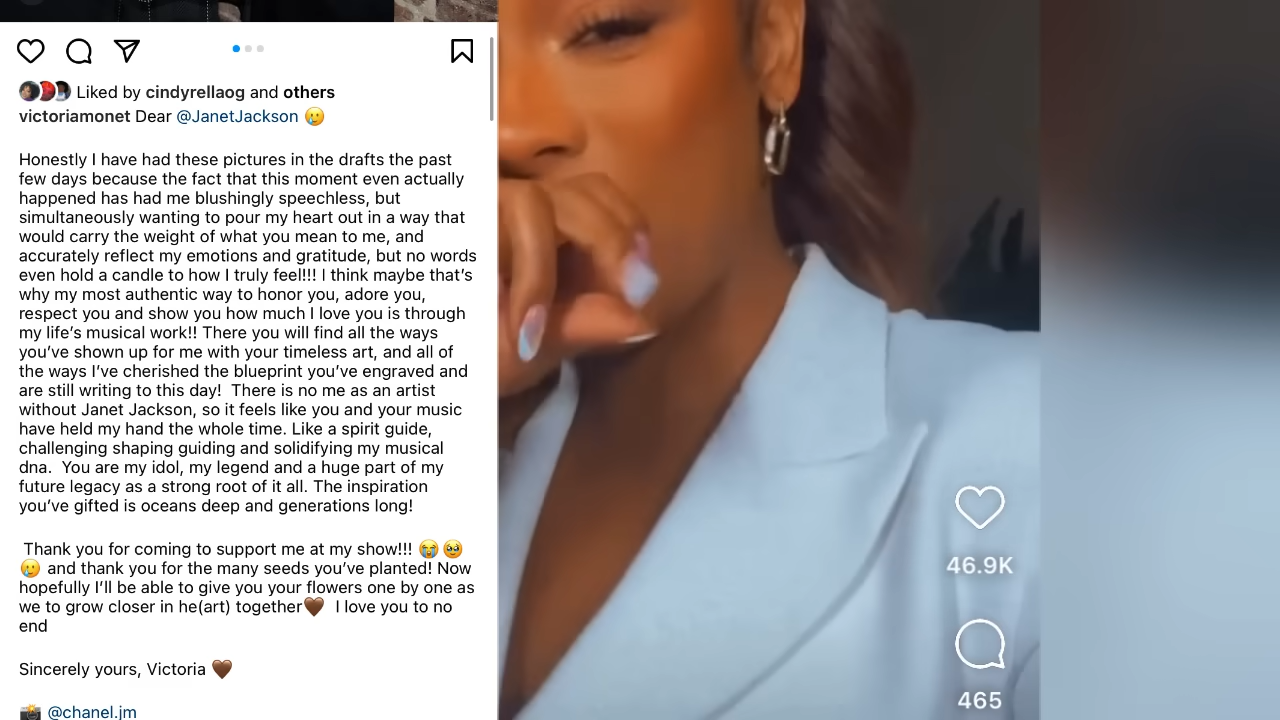 Liked by cindyrellaog and others
victoriamonet Dear @JanetJackson 🥲
Honestly I have had these pictures in the drafts the past
few days because the fact that this moment even actually
happened has had me blushingly speechless, but
simultaneously wanting to pour my heart out in a way that
would carry the weight of what you mean to me, and
accurately reflect my emotions and gratitude, but no words
even hold a candle to how I truly feel!!! I think maybe that’s
why my most authentic way to honor you, adore you,
respect you and show you how much I love you is through
my life’s musical work!! There you will find all the ways
you’ve shown up for me with your timeless art, and all of
the ways I’ve cherished the blueprint you’ve engraved and
are still writing to this day!  There is no me as an artist
without Janet Jackson, so it feels like you and your music
have held my hand the whole time. Like a spirit guide,
challenging shaping guiding and solidifying my musical
dna.  You are my idol, my legend and a huge part of my
future legacy as a strong root of it all. The inspiration
you’ve gifted is oceans deep and generations long!
Thank you for coming to support me at my show!!! 😭🥹
🥲 and thank you for the many seeds you’ve planted! Now
hopefully I’ll be able to give you your flowers one by one as
we to grow closer in he(art) together🤎  I love you to no
end
Sincerely yours, Victoria 🤎
📸 @chanel.jm
46.9K
465